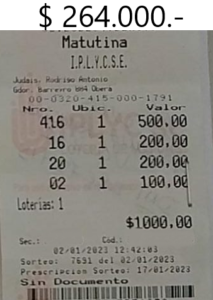 $ 264.000.-
Matutina
I.P.L.Y.C.S.E.
Judais, Rodrigo Antonio
Gdor. Barreyro 884 Obera
00-0320-415-000-1791
Nro. Ubic. Valor
416 1 500,00
16 1 200,00
20 1 200,00
02 1 100,00
Loterias: 1
$1000,00
Sec.: Cód.:
02/01/2023 12:42:03
Sorteo: 7651 del 02/01/2023
Prescripcion Sorteo: 17/01/2023
Sin Documento